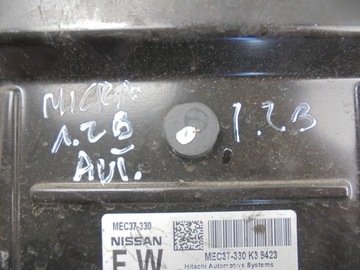 MICRA
1.2B
AUT.
1.2B
MEC37-330
NISSAN
EW
MEC37-330 K3 9423
Hitachi Automotive Systems